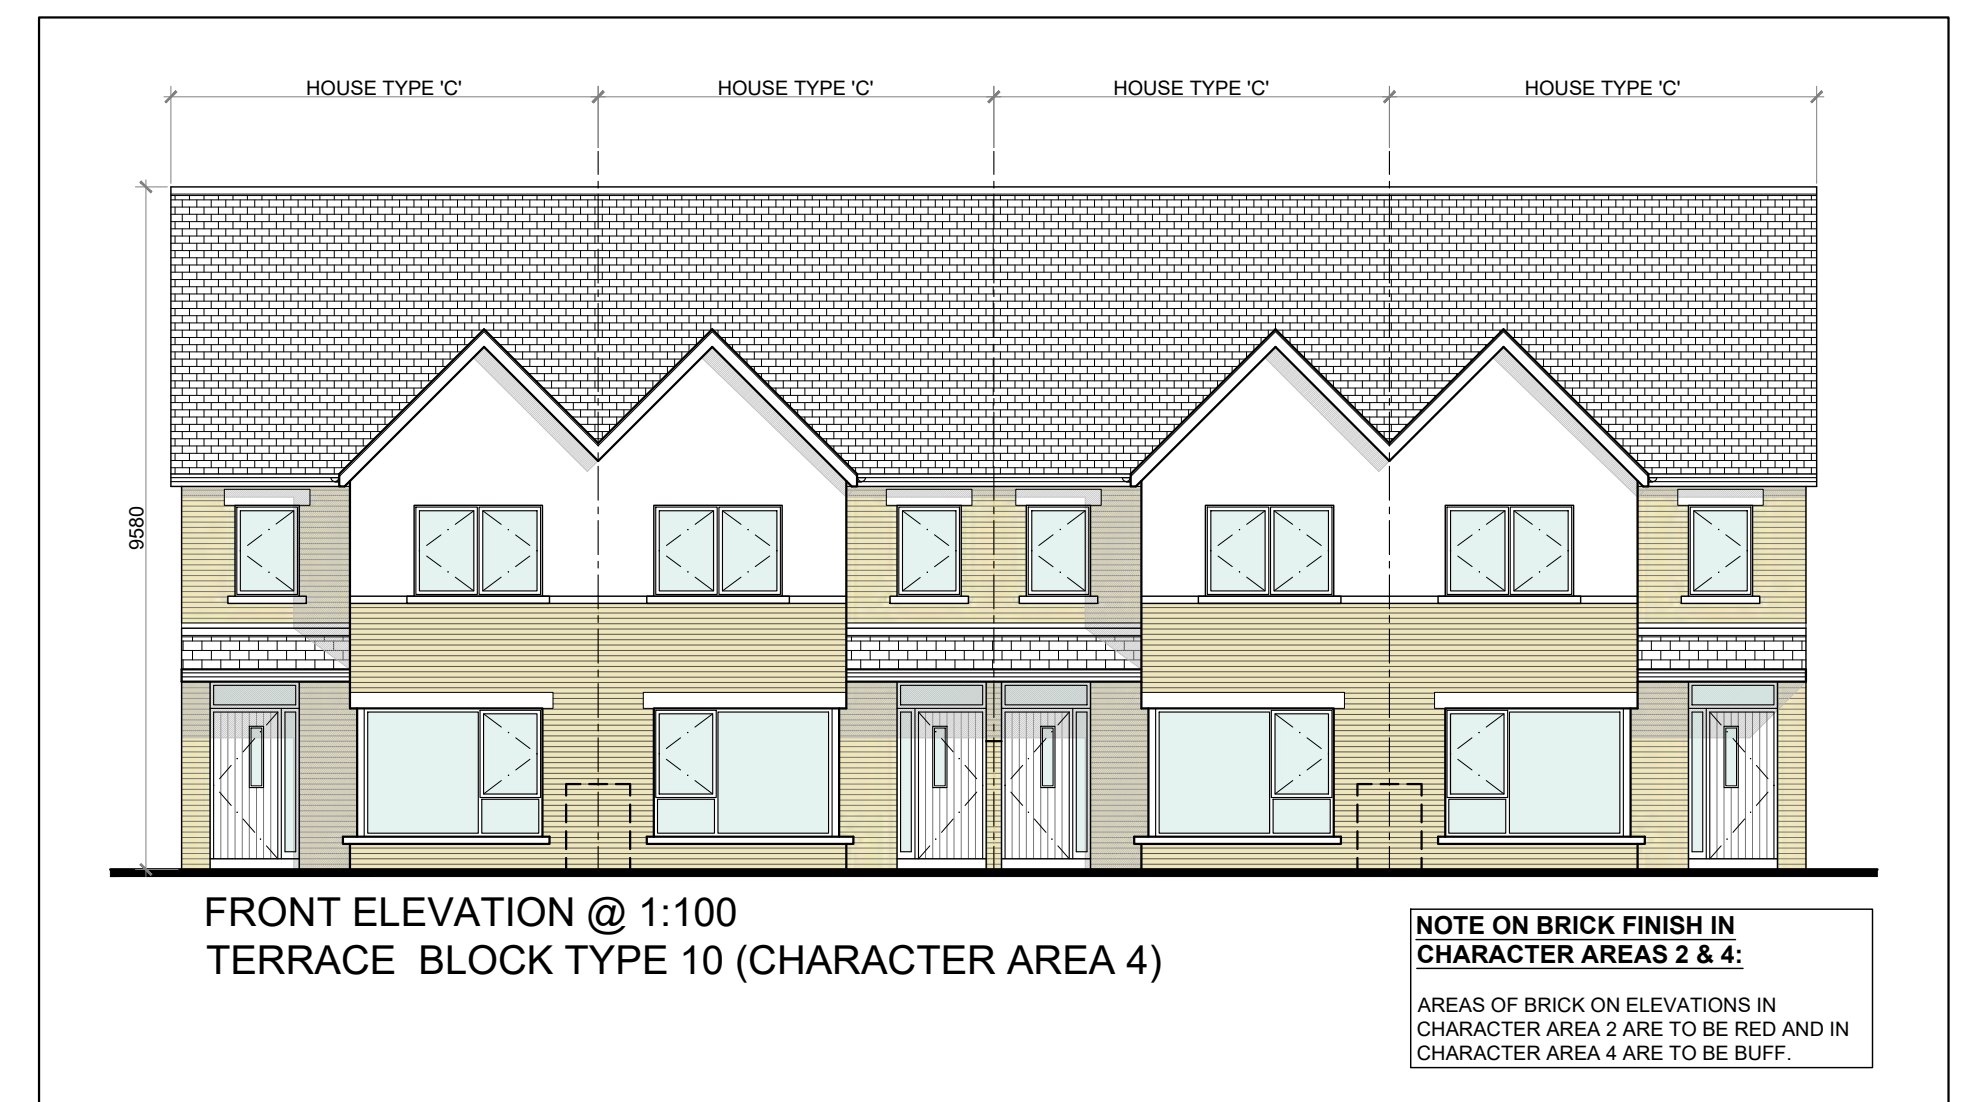 HOUSE TYPE 'C'
HOUSE TYPE 'C'
HOUSE TYPE 'C'
HOUSE TYPE 'C'
9580
FRONT ELEVATION @ 1:100
TERRACE BLOCK TYPE 10 (CHARACTER AREA 4)
NOTE ON BRICK FINISH IN
CHARACTER AREAS 2 & 4:
AREAS OF BRICK ON ELEVATIONS IN
CHARACTER AREA 2 ARE TO BE RED AND IN
CHARACTER AREA 4 ARE TO BE BUFF.